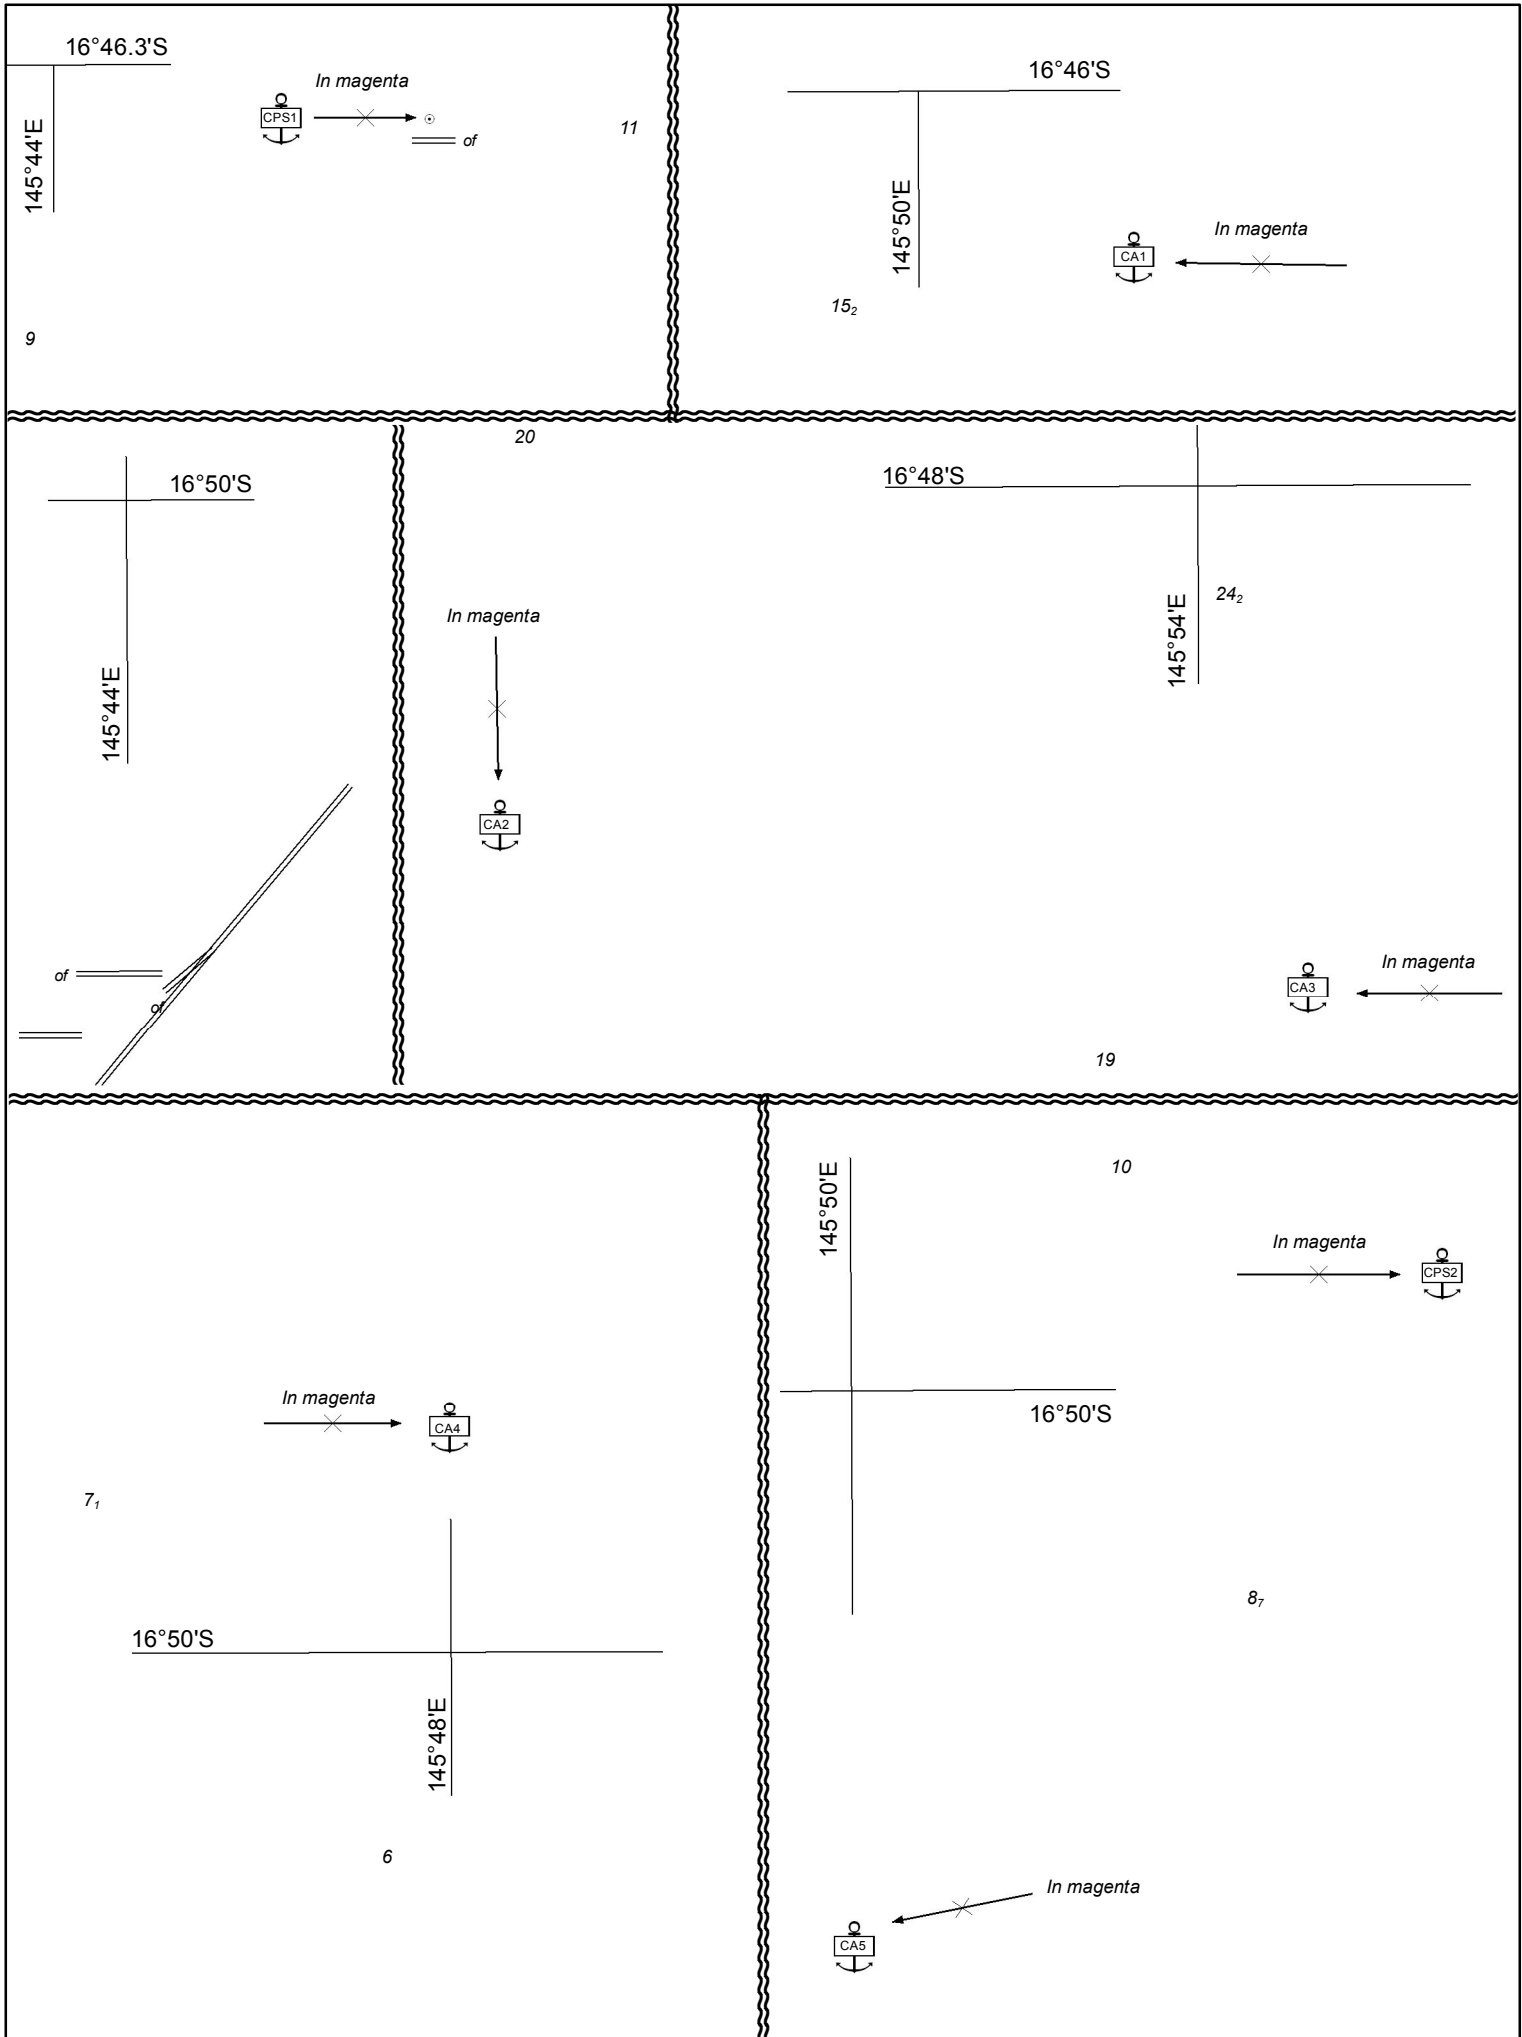 16°46.3'S
In magenta
CPS1
of
11
145°44'E
9
16°46'S
145°50'E
In magenta
CA1
15₂
16°50'S
145°44'E
of
of
20
In magenta
CA2
16°48'S
145°54'E
24₂
In magenta
CA3
19
In magenta
CA4
7₁
16°50'S
145°48'E
6
145°50'E
10
In magenta
CPS2
16°50'S
8₇
In magenta
CA5